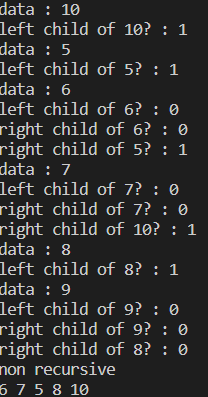 data : 10
left child of 10? : 1
data : 5
left child of 5? : 1
data : 6
left child of 6? : 0
right child of 6? : 0
right child of 5? : 1
data : 7
left child of 7? : 0
right child of 7? : 0
right child of 10? : 1
data : 8
left child of 8? : 1
data : 9
left child of 9? : 0
right child of 9? : 0
right child of 8? : 0
non recursive
6 7 5 8 10